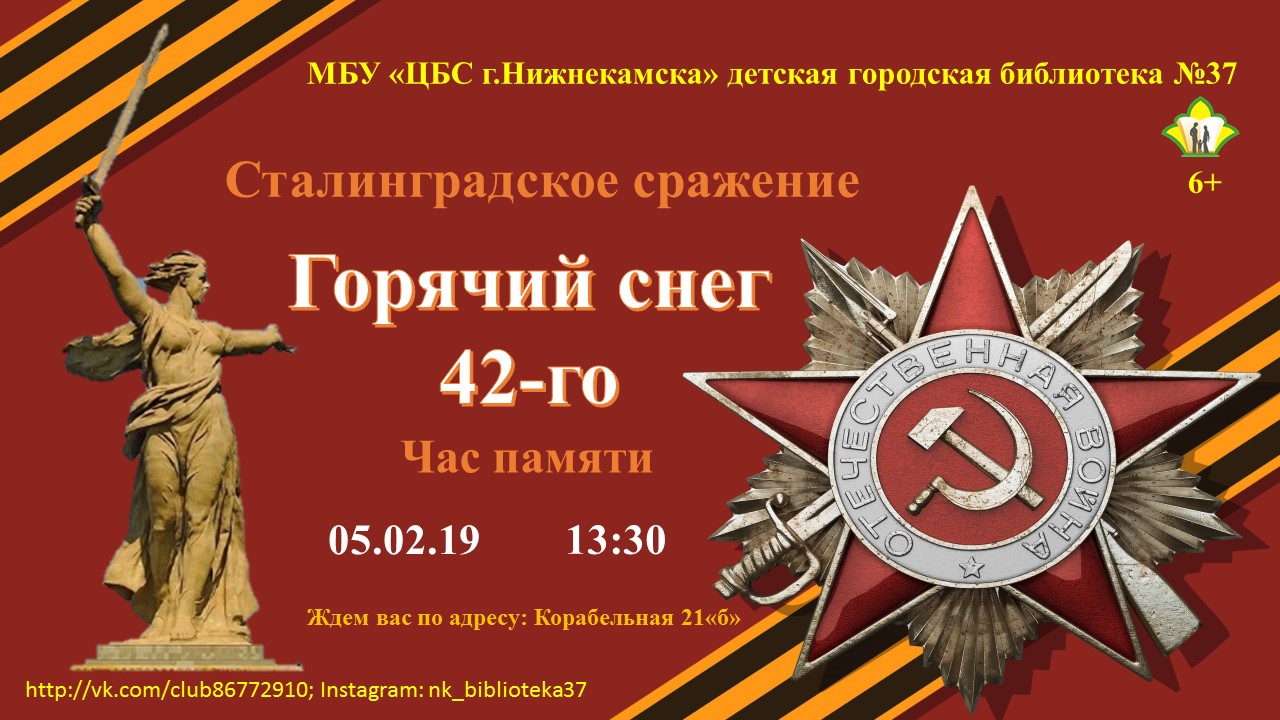 МБУ «ЦБС г.Нижнекамска» детская городская библиотека №37
6+
Сталинградское сражение
Горячий снег
42-го
Час памяти
05.02.19 13:30
Ждем вас по адресу: Корабельная 21«б»
http://vk.com/club86772910; Instagram: nk_biblioteka37
ОТЕЧЕСТВЕННАЯ ВОЙНА